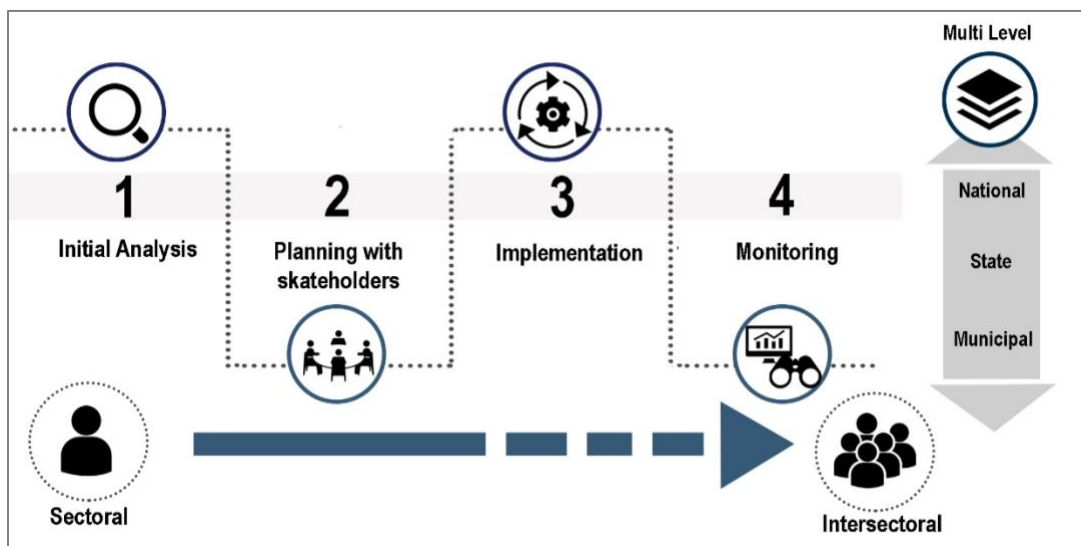 Multi Level
1
2
3
4
National
Initial Analysis
Planning with
skateholders
Implementation
Monitoring
State
Municipal
Sectoral
Intersectoral